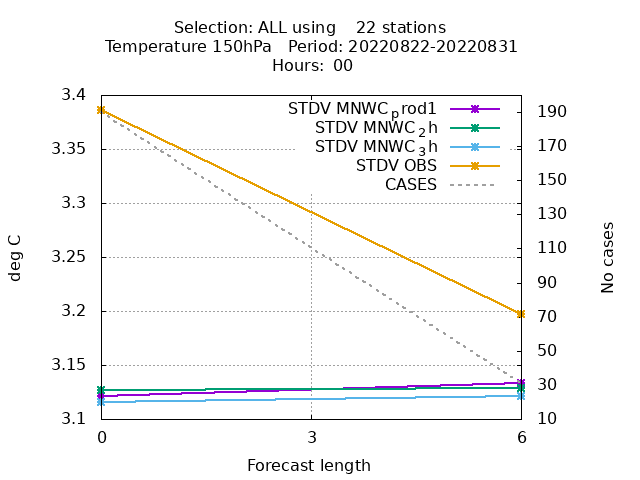 Selection: ALL using    22 stations
Temperature 150hPa   Period: 20220822-20220831
Hours:  00
3.4
3.35
3.3
3.25
3.2
3.15
3.1
deg C
STDV MNWC_prod1
STDV MNWC_2h
STDV MNWC_3h
STDV OBS
CASES
190
170
150
130
110
90
70
50
30
10
No cases
0
3
6
Forecast length